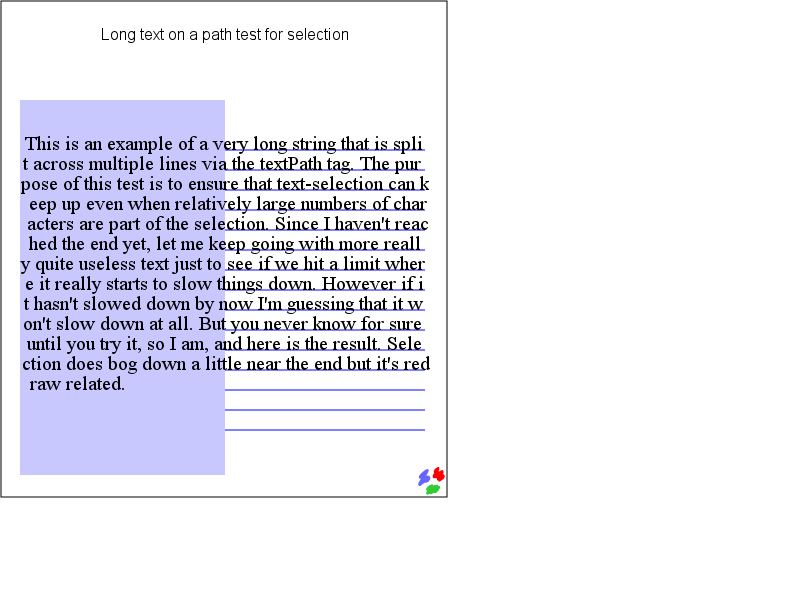 Long text on a path test for selection
This is an example of a very long string that is spli
t across multiple lines via the textPath tag. The pur
pose of this test is to ensure that text-selection can k
eep up even when relatively large numbers of char
acters are part of the selection. Since I haven't reac
hed the end yet, let me keep going with more reall
y quite useless text just to see if we hit a limit wher
e it really starts to slow things down. However if i
t hasn't slowed down by now I'm guessing that it w
on't slow down at all. But you never know for sure
until you try it, so I am, and here is the result. Sele
ction does bog down a little near the end but it's red
raw related.